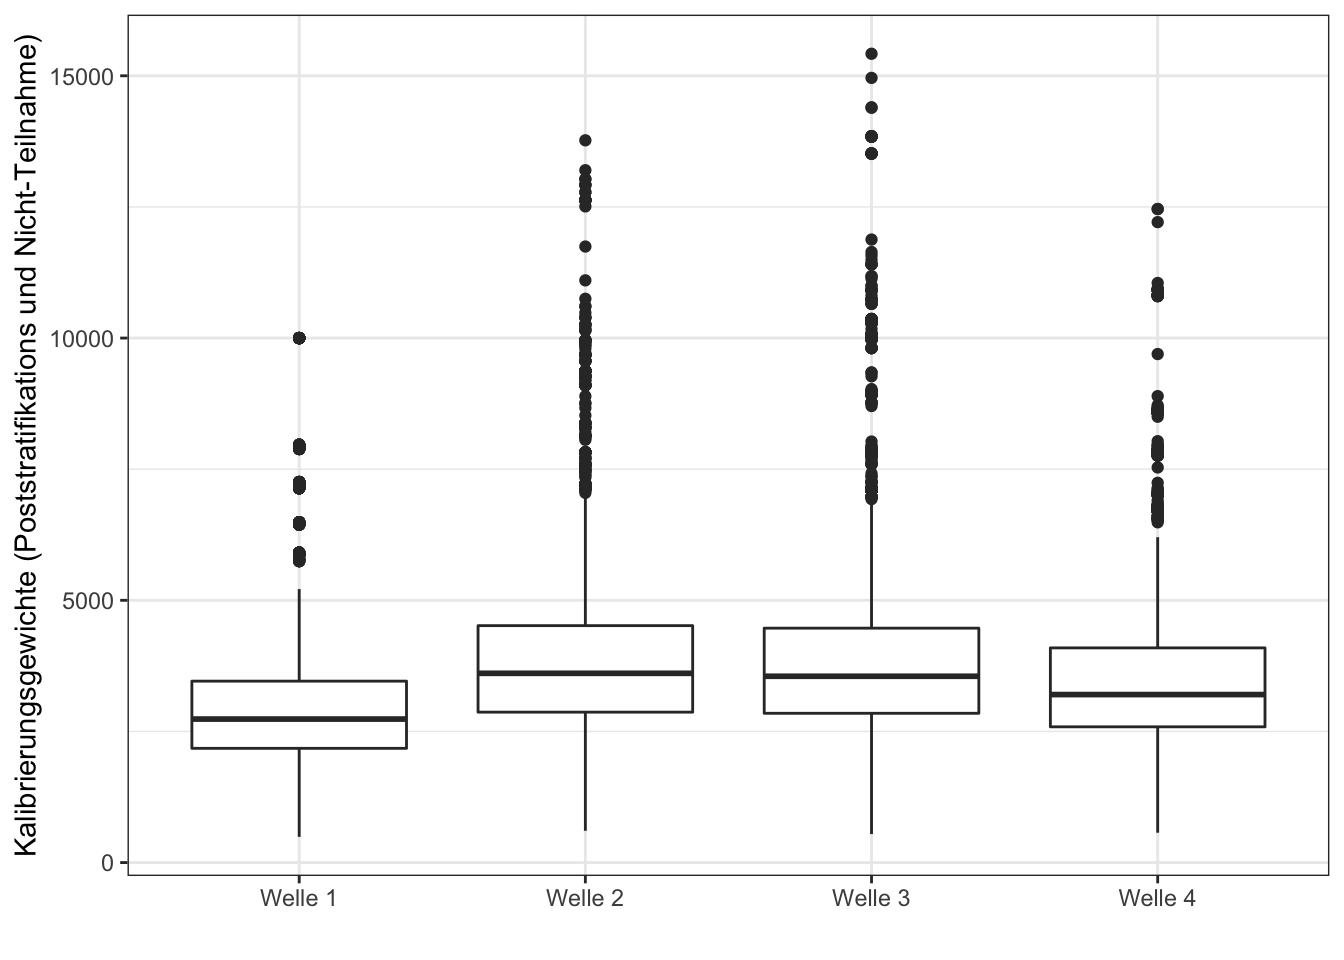 Kalibrierungsgewichte (Poststratifikations und Nicht-Teilnahme)
15000
10000
5000
0
Welle 1
Welle 2
Welle 3
Welle 4